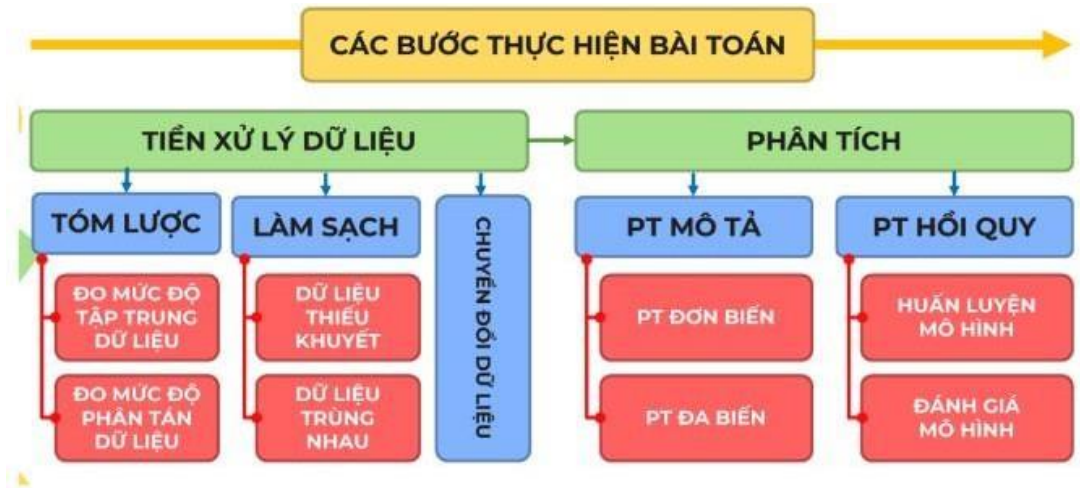 CÁC BƯỚC THỰC HIỆN BÀI TOÁN
TIỀN XỬ LÝ DỮ LIỆU
PHÂN TÍCH
TÓM LƯỢC
LÀM SẠCH
CHUYỂN ĐỔI DỮ LIỆU
PT MÔ TẢ
PT HỒI QUY
ĐO MỨC ĐỘ
TẬP TRUNG
DỮ LIỆU
DỮ LIỆU
THIẾU
KHUYẾT
PT ĐƠN BIẾN
HUẤN LUYỆN
MÔ HÌNH
ĐO MỨC ĐỘ
PHÂN TÁN
DỮ LIỆU
DỮ LIỆU
TRÙNG
NHAU
PT ĐA BIẾN
ĐÁNH GIÁ
MÔ HÌNH